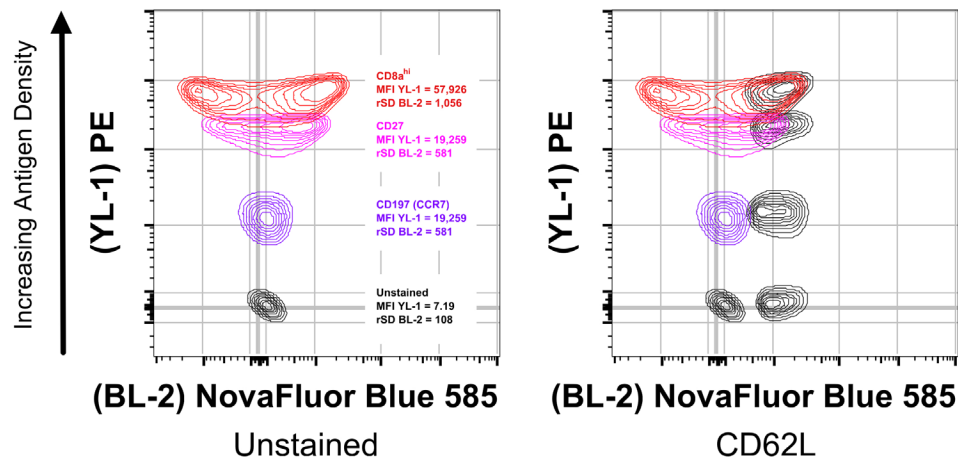 Increasing Antigen Density
(YL-1) PE
CD8a^hi
MFI YL-1 = 57,926
rSD BL-2 = 1,056
CD27
MFI YL-1 = 19,259
rSD BL-2 = 581
CD197 (CCR7)
MFI YL-1 = 19,259
rSD BL-2 = 581
Unstained
MFI YL-1 = 7.19
rSD BL-2 = 108
(BL-2) NovaFluor Blue 585
Unstained
(YL-1) PE
(BL-2) NovaFluor Blue 585
CD62L